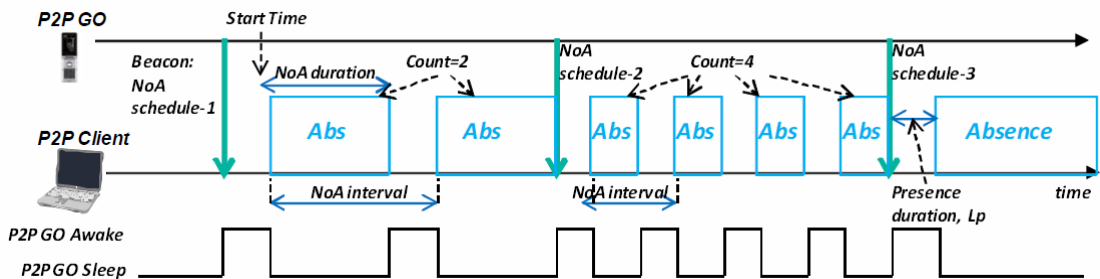 P2P GO
Start Time
Beacon:
NoA
schedule-1
NoA duration
Count=2
NoA
schedule-2
Count=4
NoA
schedule-3
Abs
Abs
Abs
Abs
Abs
Abs
Absence
P2P Client
NoA interval
NoA interval
Presence
duration, Lp
time
P2P GO Awake
P2P GO Sleep